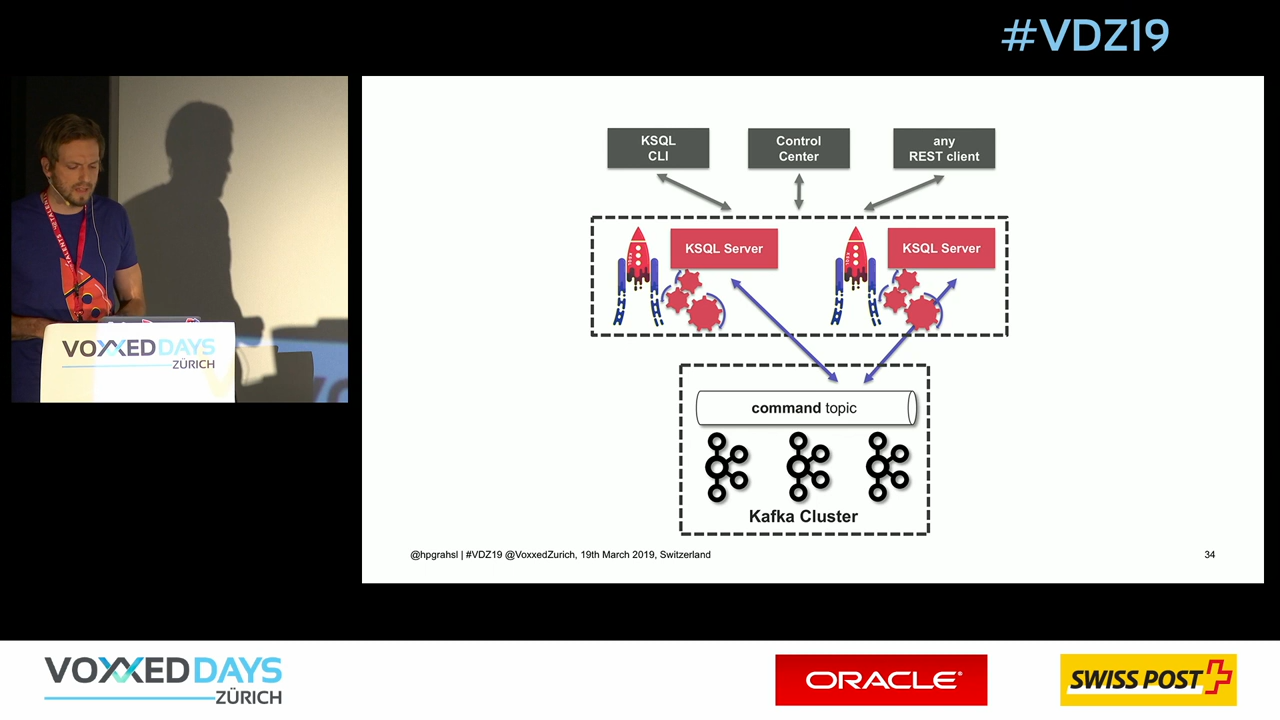 #VDZ19
KSQL
CLI
Control
Center
any
REST client
KSQL Server
KSQL Server
command topic
Kafka Cluster
@hpgrahsl | #VDZ19 @VoxxedZurich, 19th March 2019, Switzerland
34
VOXXED DAYS
ZÜRICH
VOXXED DAYS
ZÜRICH
ORACLE
SWISS POST